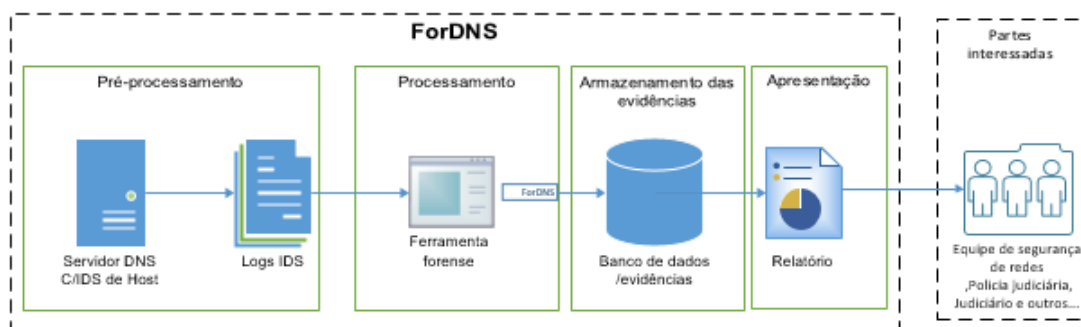 ForDNS
Pré-processamento
Processamento
Armazenamento das
evidências
Apresentação
Partes
interessadas
Servidor DNS
C/IDS de Host
Logs IDS
Ferramenta
forense
ForDNS
Banco de dados
/evidências
Relatório
Equipe de segurança
de redes
,Polícia judiciária,
Judiciário e outros...